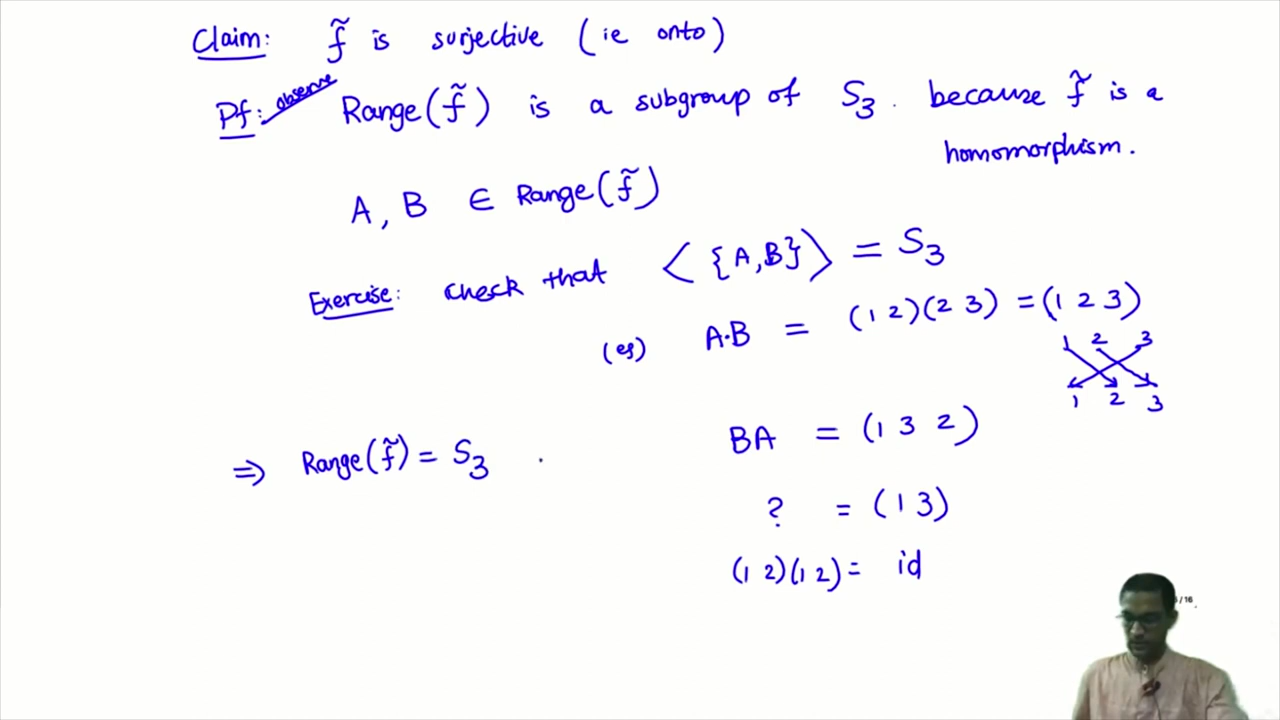 Claim: f̃ is surjective (ie onto)
Pf: observe Range(f̃) is a subgroup of S₃. because f̃ is a
homomorphism.
A, B ∈ Range(f̃)
Exercise: check that ⟨{A,B}⟩ = S₃
(eg) A·B = (1 2)(2 3) = (1 2 3)
1 2 3
1 2 3
BA = (1 3 2)
⇒ Range(f̃) = S₃ .
? = (1 3)
(1 2)(1 2) = id
/ 16